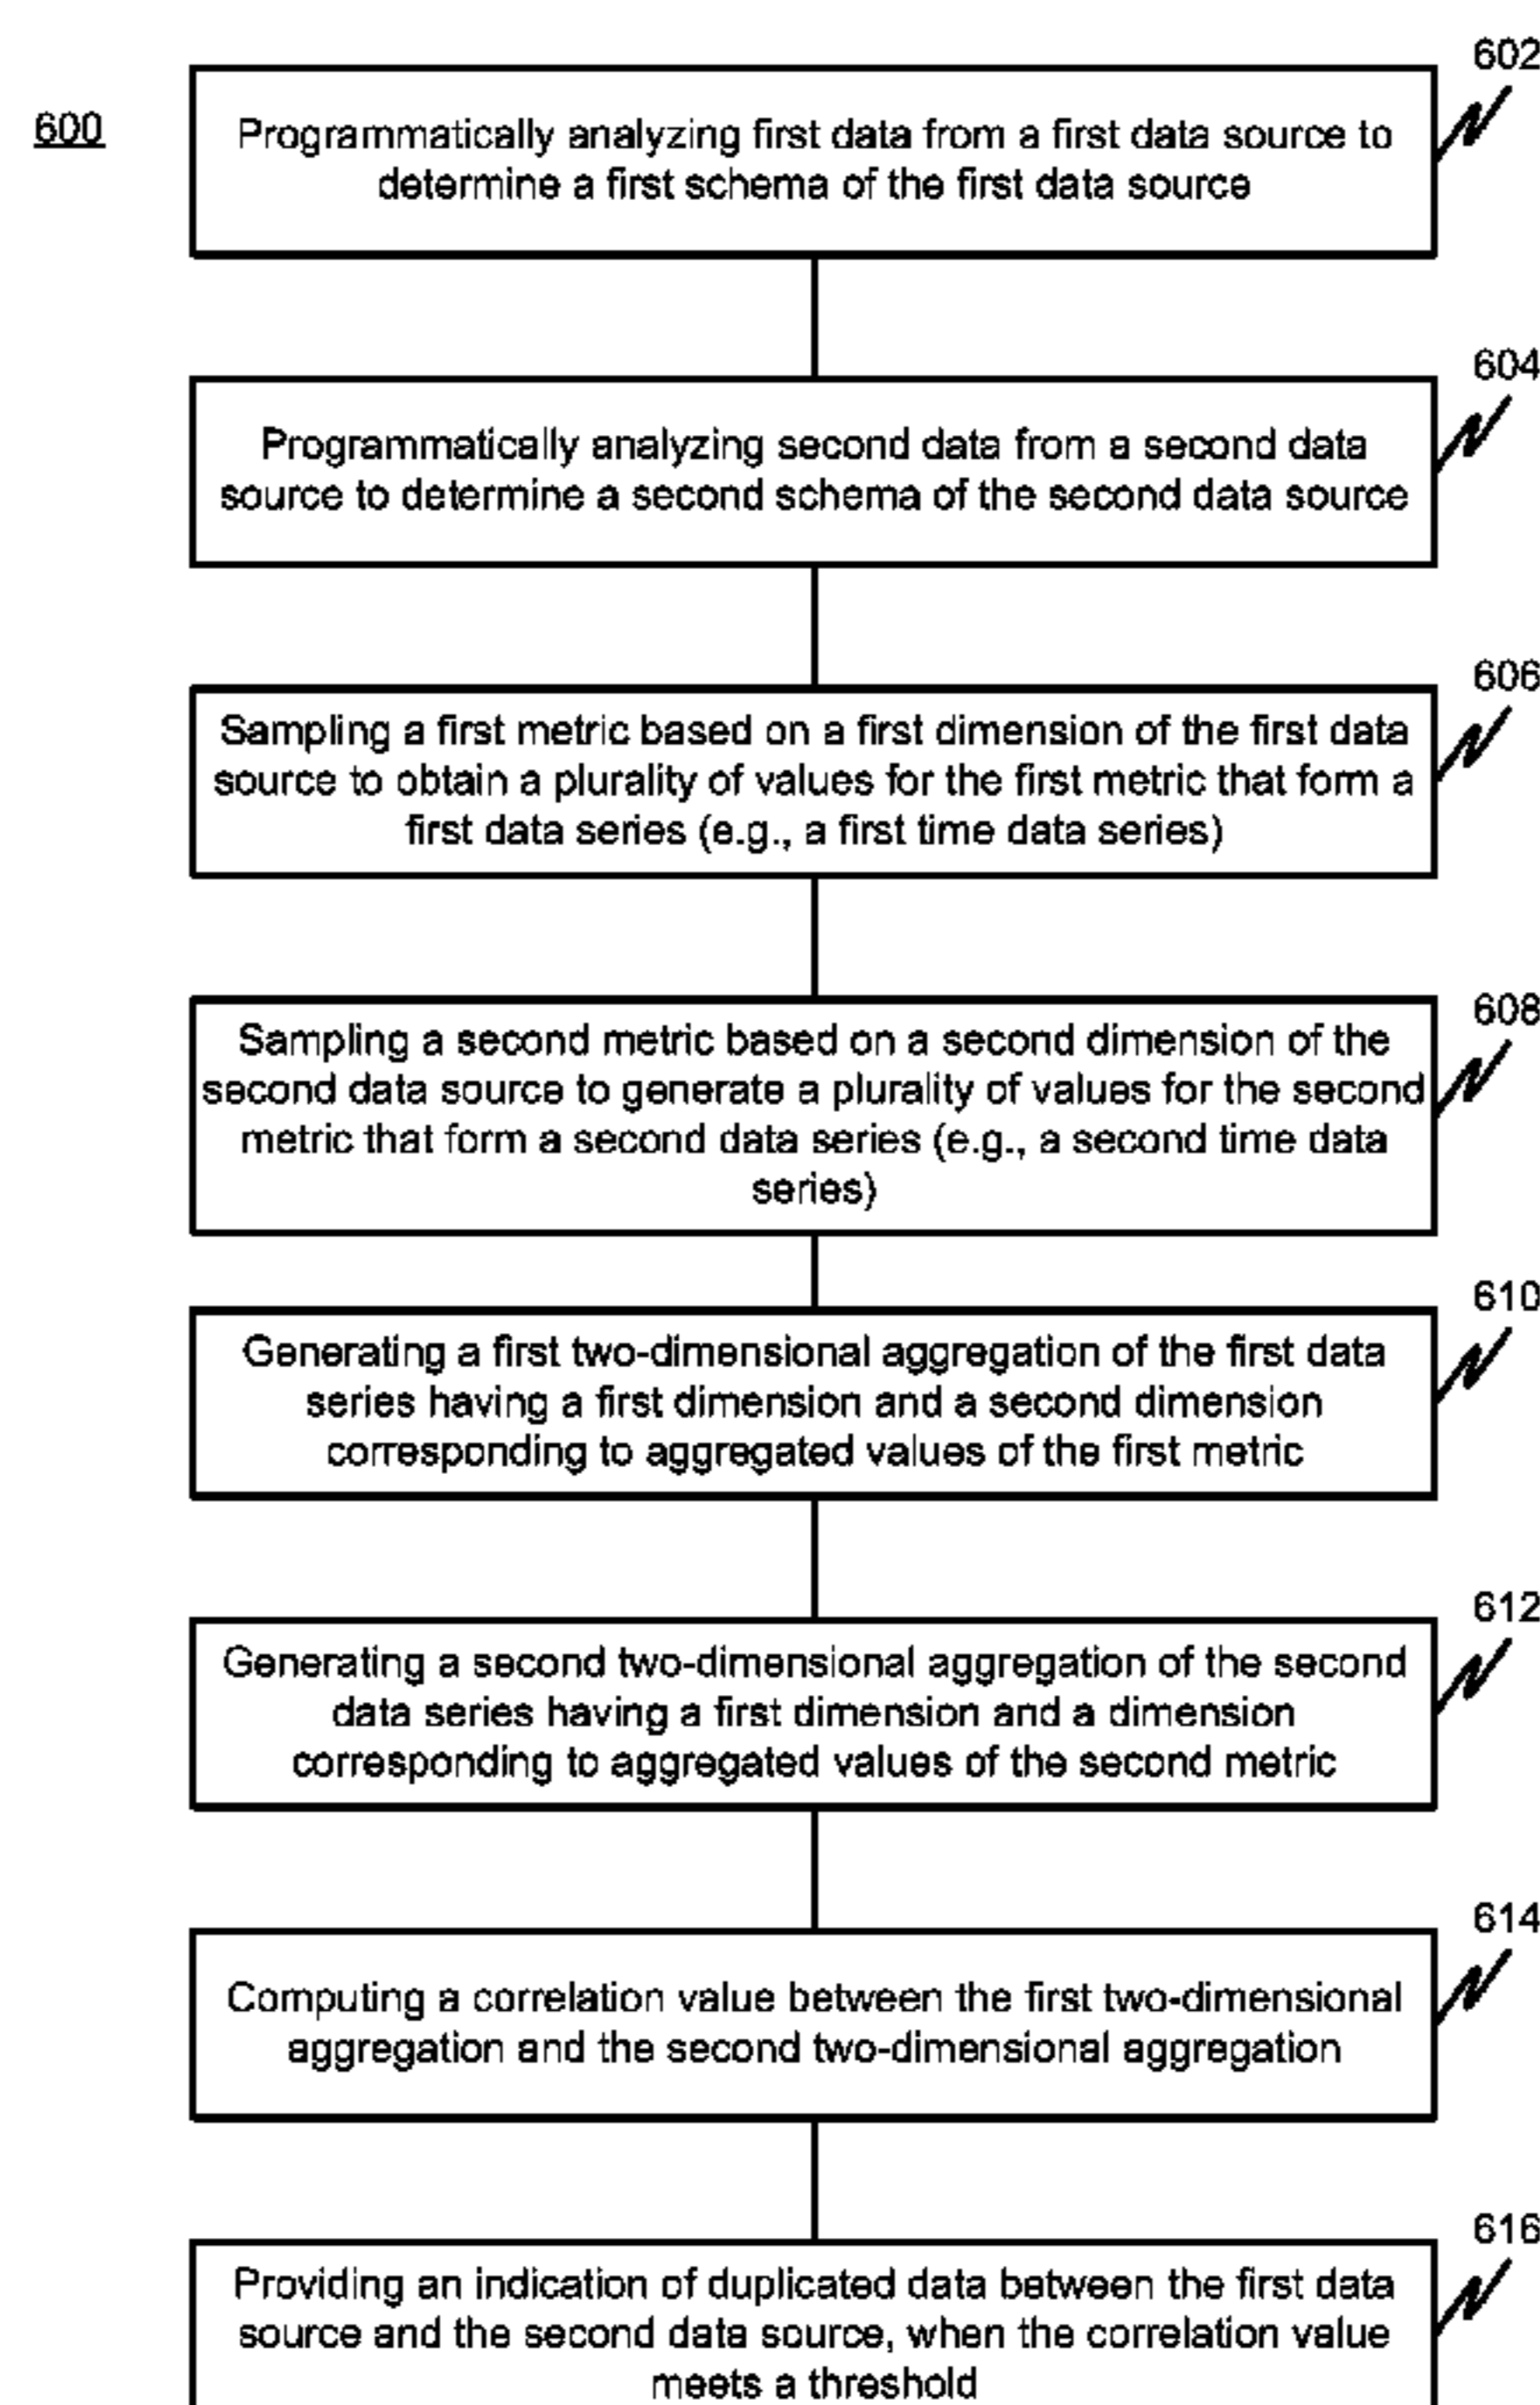 602
600
Programmatically analyzing first data from a first data source to
determine a first schema of the first data source
604
Programmatically analyzing second data from a second data
source to determine a second schema of the second data source
606
Sampling a first metric based on a first dimension of the first data
source to obtain a plurality of values for the first metric that form a
first data series (e.g., a first time data series)
608
Sampling a second metric based on a second dimension of the
second data source to generate a plurality of values for the second
metric that form a second data series (e.g., a second time data
series)
610
Generating a first two-dimensional aggregation of the first data
series having a first dimension and a second dimension
corresponding to aggregated values of the first metric
612
Generating a second two-dimensional aggregation of the second
data series having a first dimension and a dimension
corresponding to aggregated values of the second metric
614
Computing a correlation value between the first two-dimensional
aggregation and the second two-dimensional aggregation
616
Providing an indication of duplicated data between the first data
source and the second data source, when the correlation value
meets a threshold